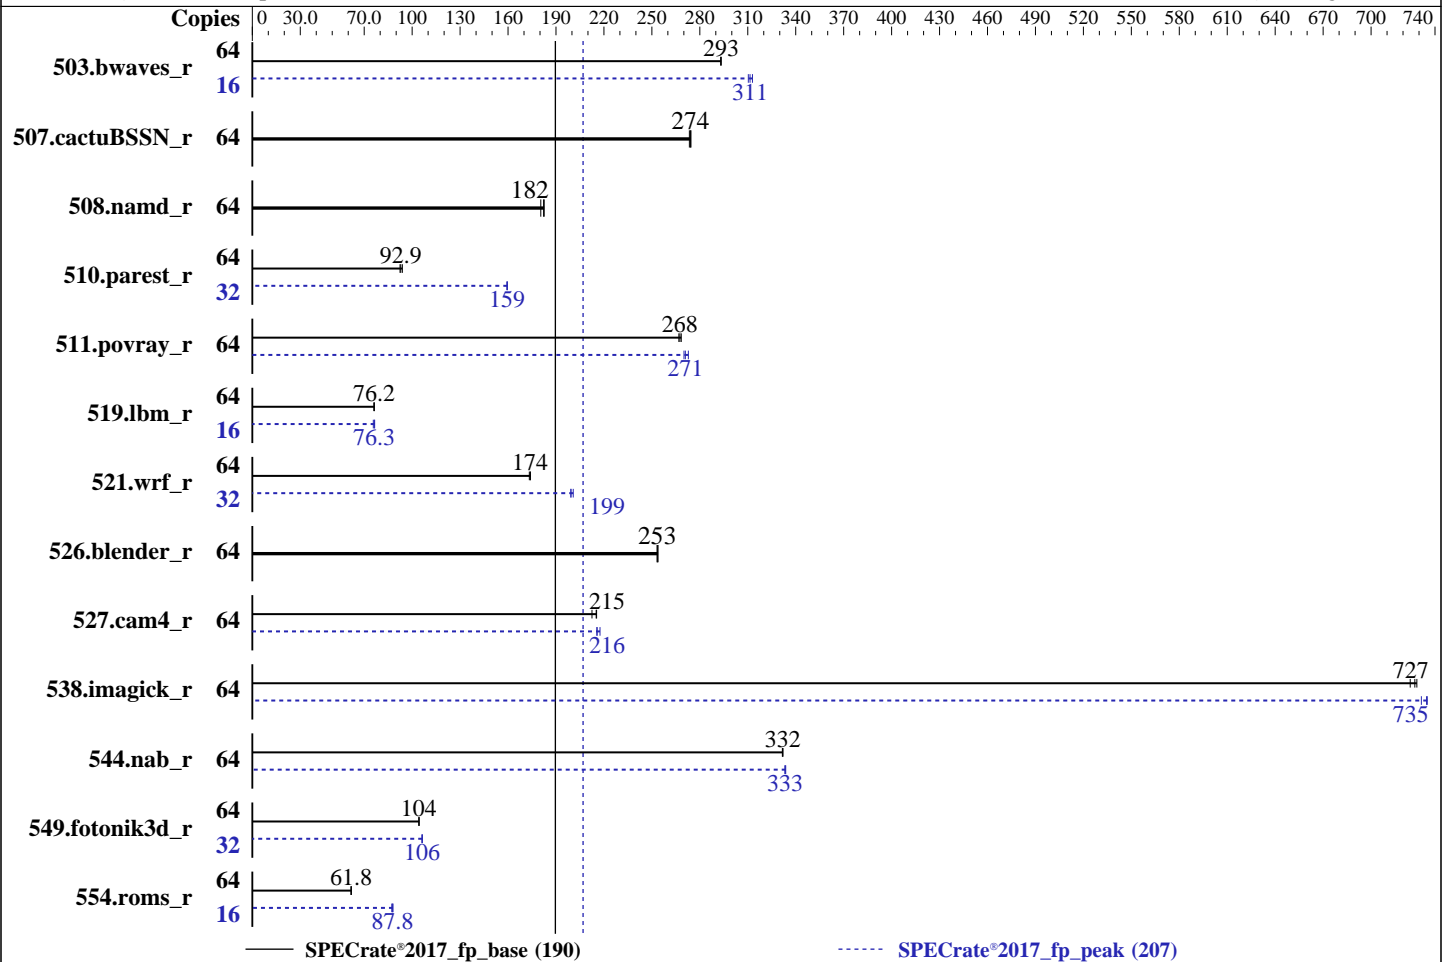 Copies 0 30.0 70.0 100 130 160 190 220 250 280 310 340 370 400 430 460 490 520 550 580 610 640 670 700 740
503.bwaves_r 64 293
16 311
507.cactuBSSN_r 64 274
508.namd_r 64 182
510.parest_r 64 92.9
32 159
511.povray_r 64 268
271
519.lbm_r 64 76.2
16 76.3
521.wrf_r 64 174
32 199
526.blender_r 64 253
527.cam4_r 64 215
216
538.imagick_r 64 727
735
544.nab_r 64 332
333
549.fotonik3d_r 64 104
32 106
554.roms_r 64 61.8
16 87.8
SPECrate®2017_fp_base (190) SPECrate®2017_fp_peak (207)